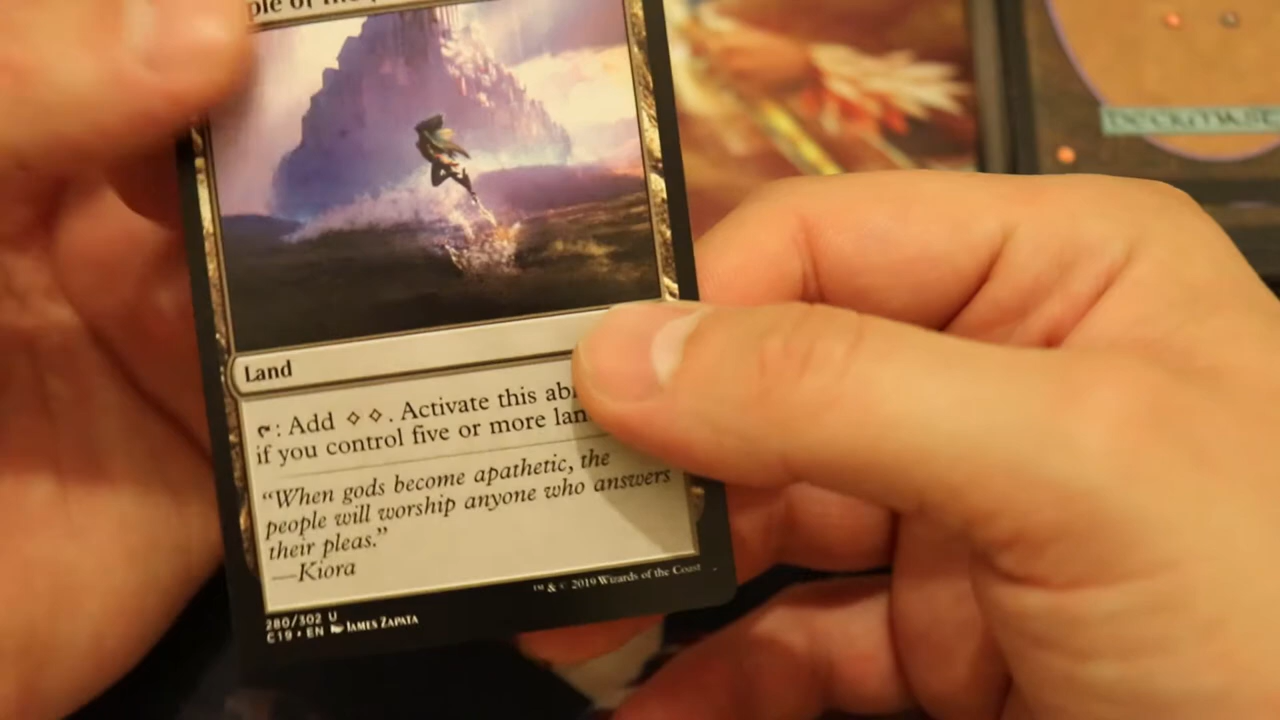 ple of the
Land
: Add ◇◇. Activate this abi
if you control five or more lan
“When gods become apathetic, the
people will worship anyone who answers
their pleas.”
—Kiora
280/302 U
C19 • EN JAMES ZAPATA
™ & © 2019 Wizards of the Coast
DECKMASTE